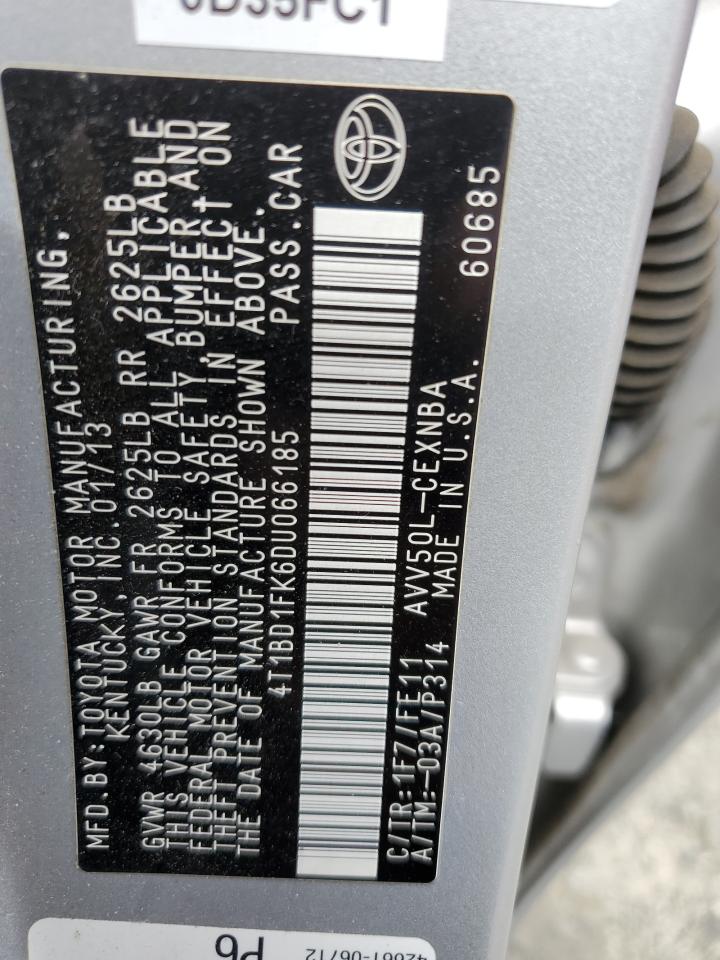 0D35FC1
MFD.BY:TOYOTA MOTOR MANUFACTURING,
KENTUCKY, INC.01/13
GVWR 4630LB GAWR FR 2625LB RR 2625LB
THIS VEHICLE CONFORMS TO ALL APPLICABLE
FEDERAL MOTOR VEHICLE SAFETY, BUMPER AND
THEFT PREVENTION STANDARDS IN EFFECT ON
THE DATE OF MANUFACTURE SHOWN ABOVE.
4T1BD1FK6DU066185 PASS.CAR
C/TR:1F7/FE11 AVV50L-CEXNBA
A/TM:-03A/P314 MADE IN U.S.A. 60685
P6
42661-06712